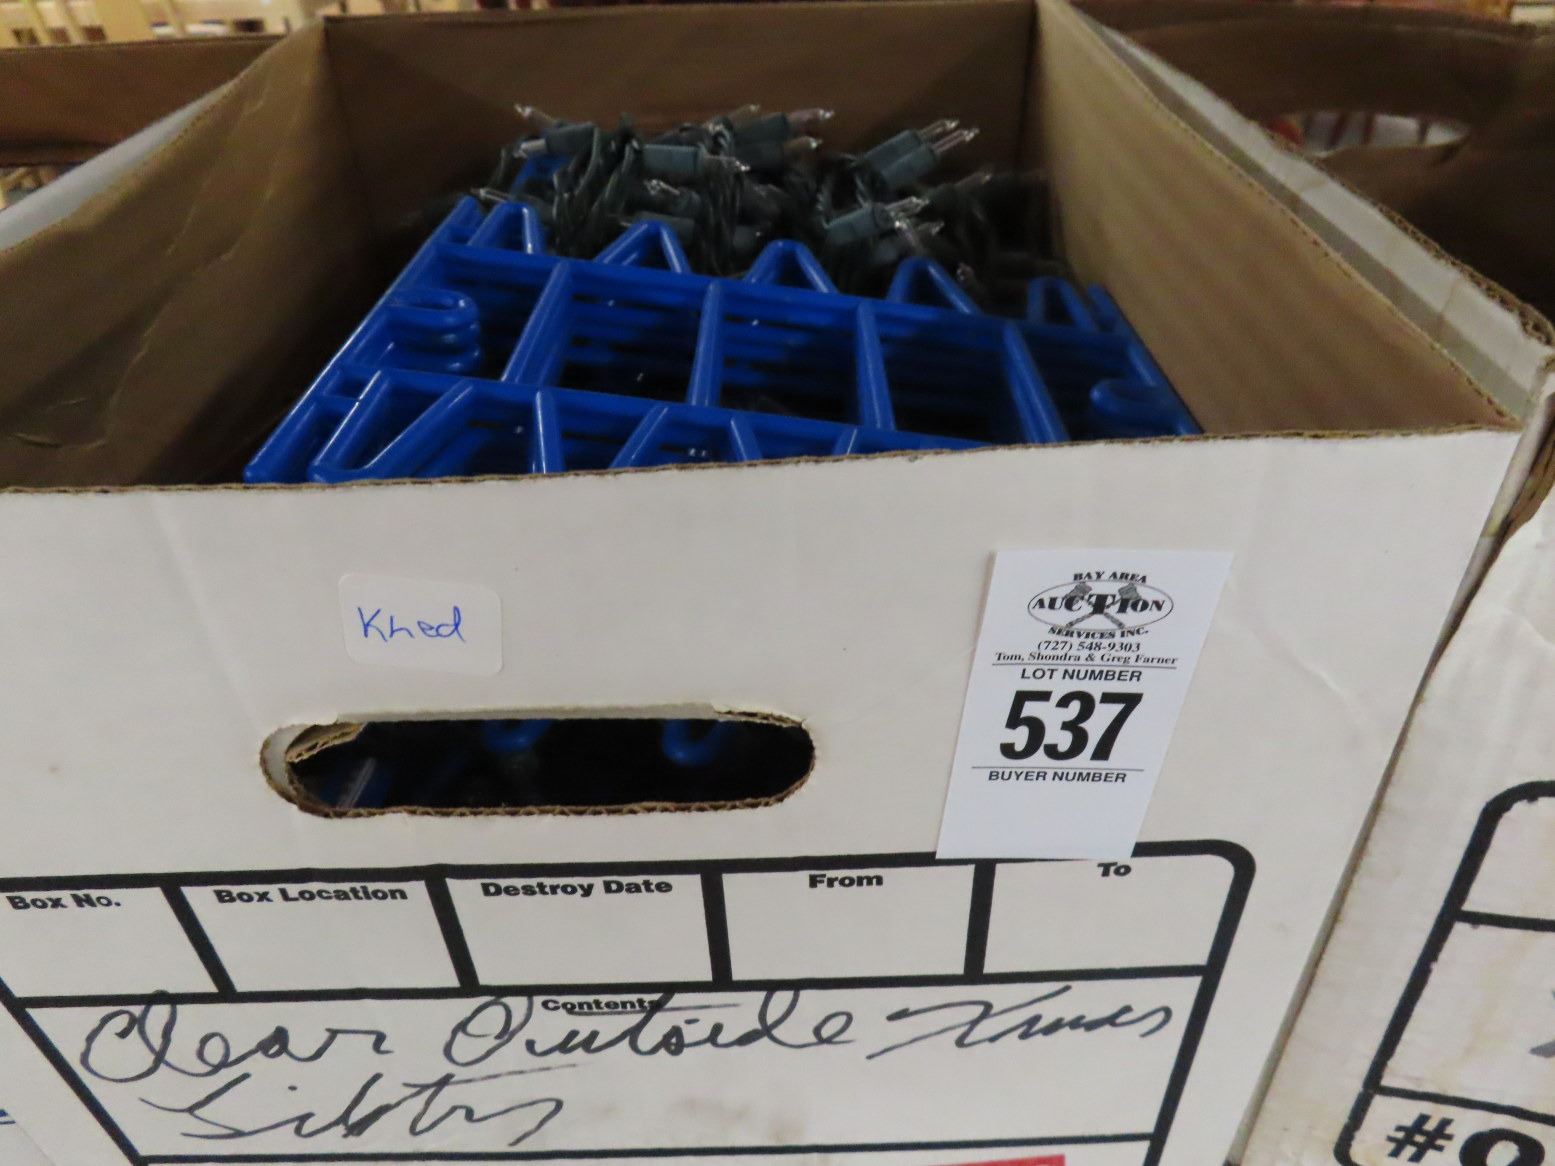 Khed
BAY AREA
AUCTION
SERVICES INC.
(727) 548-9303
Tom, Shondra & Greg Farner
LOT NUMBER
537
BUYER NUMBER
Box No.
Box Location
Destroy Date
From
To
Contents
Clear Outside Xmas
Lights
#0